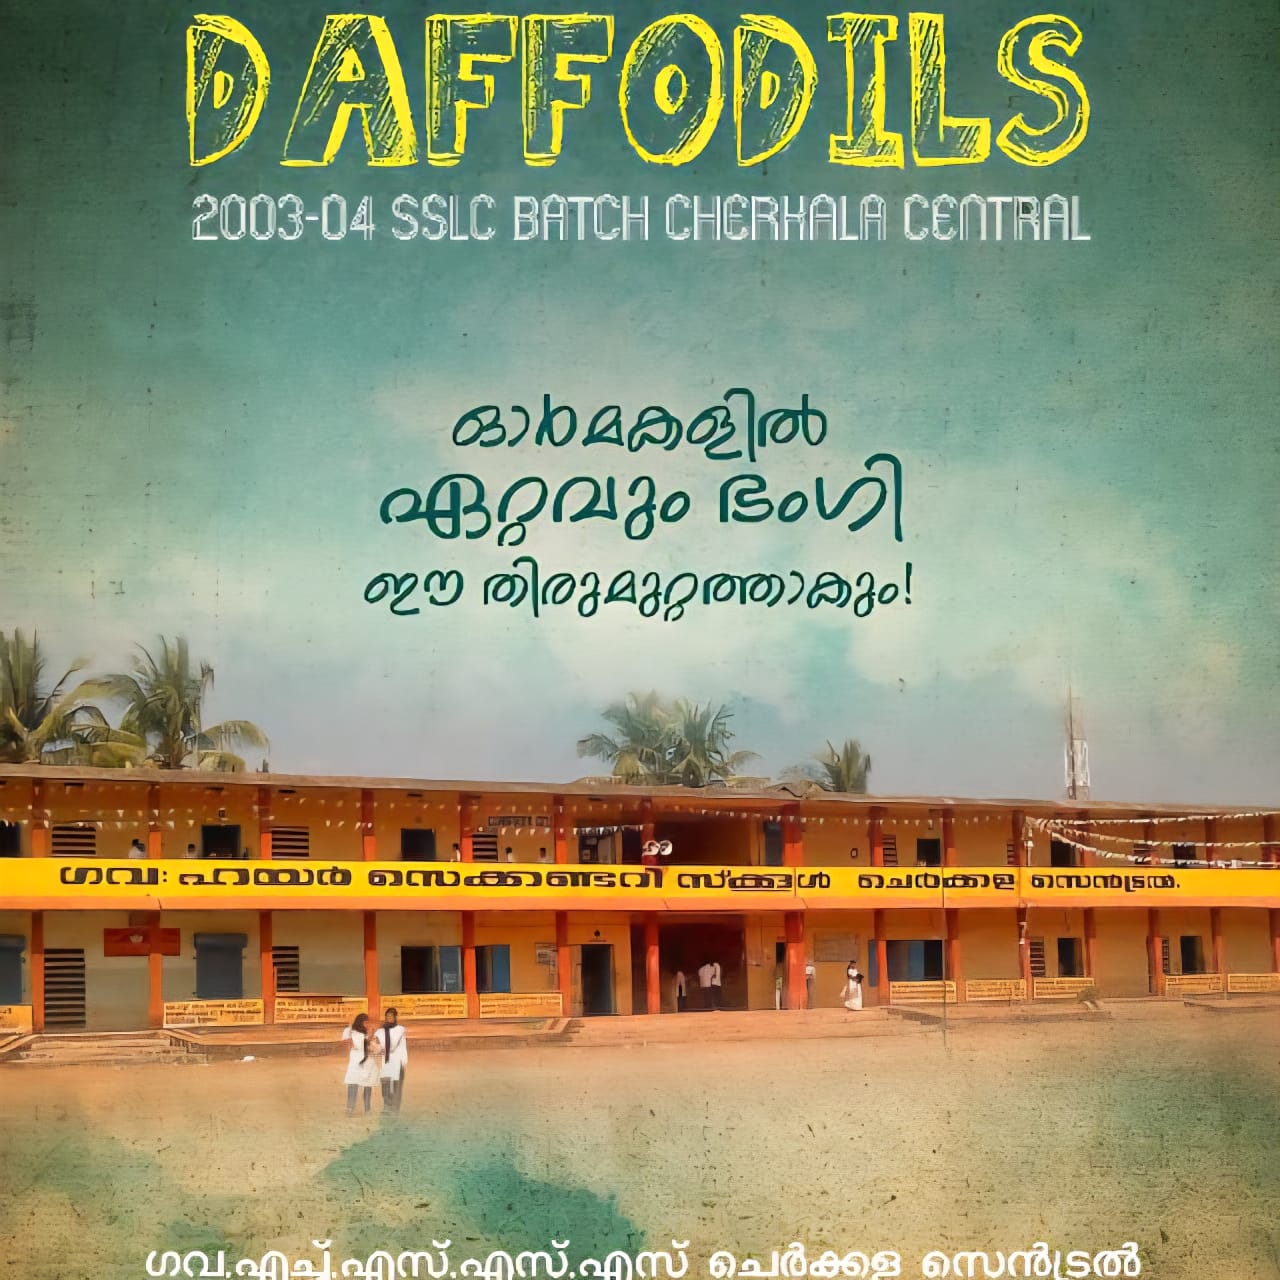 DAFFODILS
2003-04 SSLC BATCH CHERKALA CENTRAL
ഓർമകളിൽ
ഏറ്റവും ഭംഗി
ഈ തിരുമുറ്റത്താകും!
ഗവ: ഹയർ സെക്കണ്ടറി സ്ക്കൂൾ ചെർക്കള സെൻട്രൽ.
ഗവ.എച്ച്.എസ്.എസ്.എസ് ചെർക്കള സെൻട്രൽ